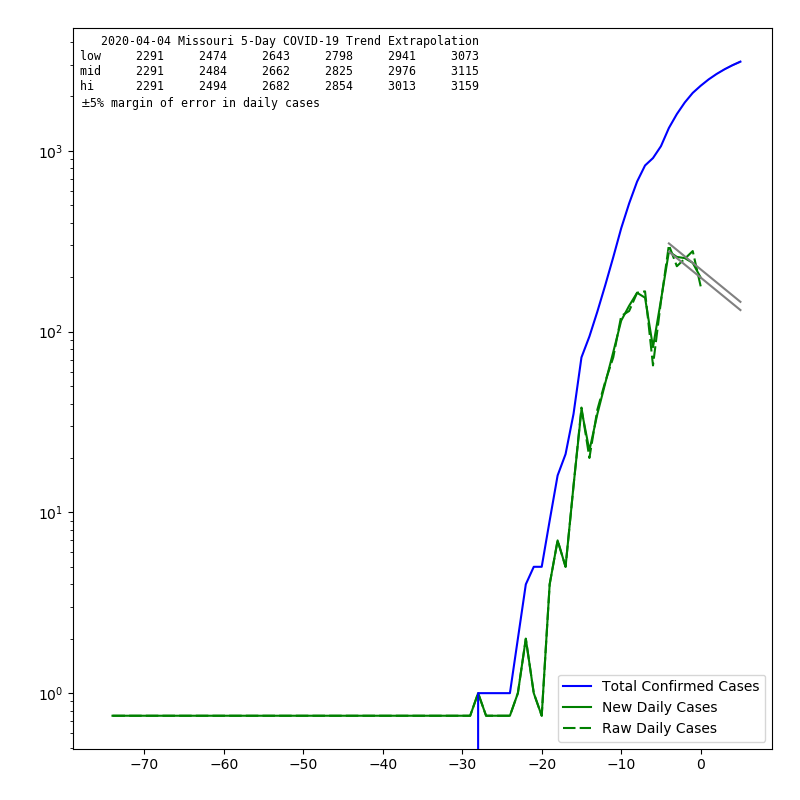 2020-04-04 Missouri 5-Day COVID-19 Trend Extrapolation
low 2291 2474 2643 2798 2941 3073
mid 2291 2484 2662 2825 2976 3115
hi 2291 2494 2682 2854 3013 3159
±5% margin of error in daily cases
10³
10²
10¹
10⁰
Total Confirmed Cases
New Daily Cases
Raw Daily Cases
−70 −60 −50 −40 −30 −20 −10 0